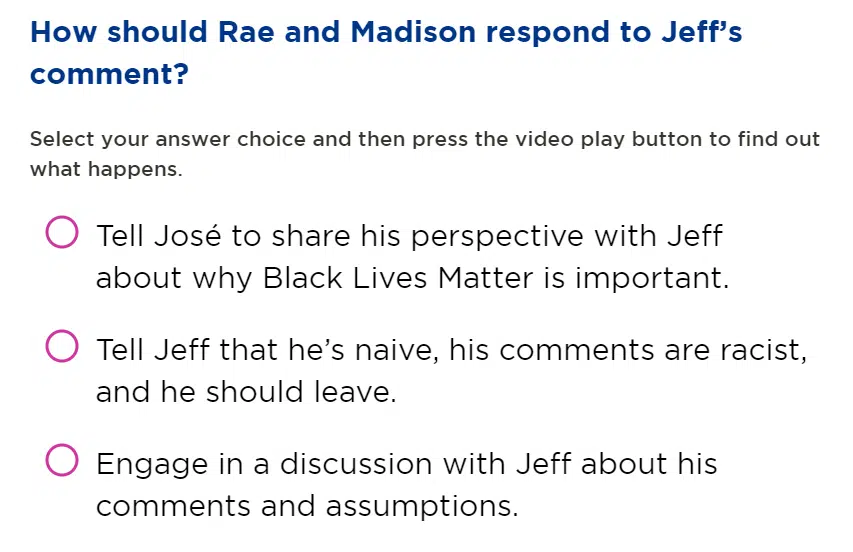 How should Rae and Madison respond to Jeff’s
comment?
Select your answer choice and then press the video play button to find out
what happens.
Tell José to share his perspective with Jeff
about why Black Lives Matter is important.
Tell Jeff that he’s naive, his comments are racist,
and he should leave.
Engage in a discussion with Jeff about his
comments and assumptions.